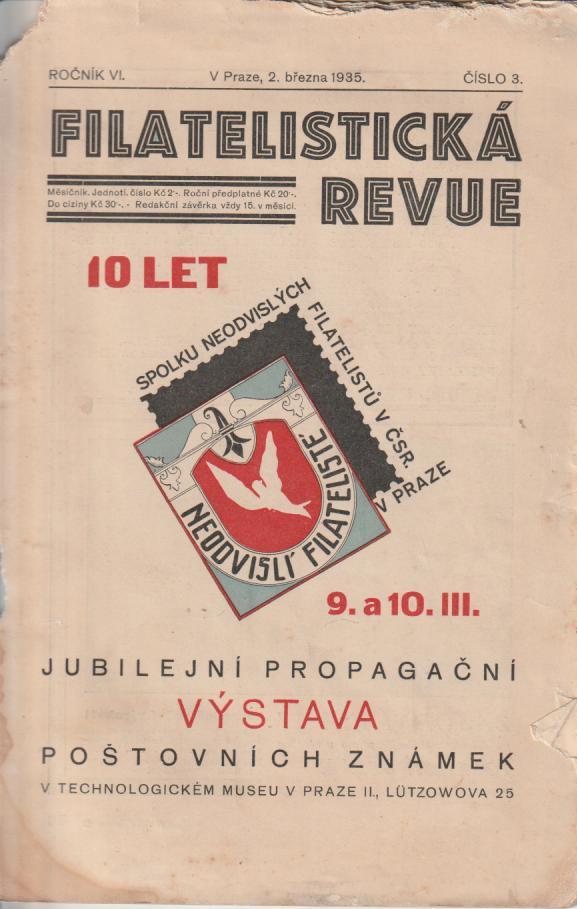 ROČNÍK VI. V Praze, 2. března 1935. ČÍSLO 3.
FILATELISTICKÁ
REVUE
Měsíčník. Jednotl. číslo Kč 2·-. Roční předplatné Kč 20·-.
Do ciziny Kč 30·-. - Redakční závěrka vždy 15. v měsíci.
10 LET
SPOLKU NEODVISLÝCH
FILATELISTŮ V ČSR.
V PRAZE
NEODVISLÍ FILATELISTÉ
9. a 10. III.
JUBILEJNÍ PROPAGAČNÍ
VÝSTAVA
POŠTOVNÍCH ZNÁMEK
V TECHNOLOGICKÉM MUSEU V PRAZE II., LÜTZOWOVA 25